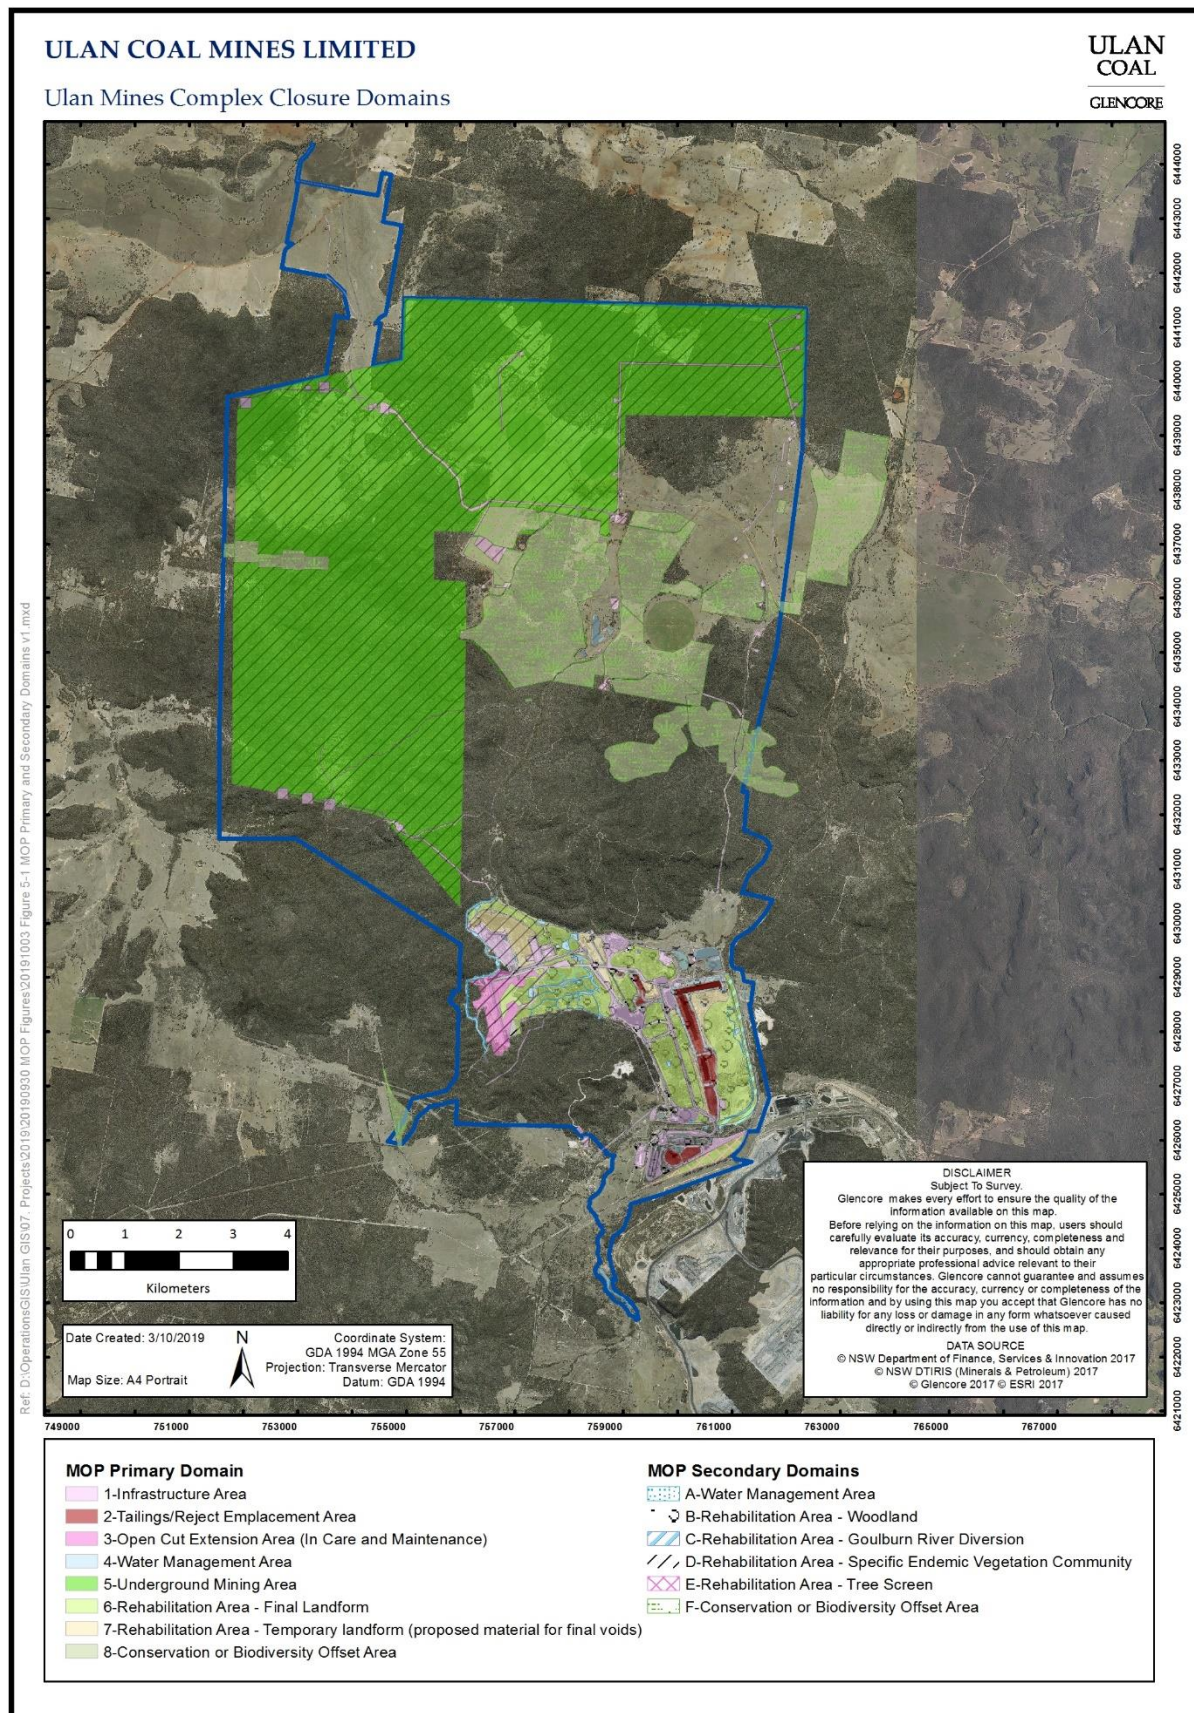 ULAN COAL MINES LIMITED
Ulan Mines Complex Closure Domains
ULAN
COAL
GLENCORE
6444000
6443000
6442000
6441000
6440000
6439000
6438000
6437000
6436000
6435000
6434000
6433000
6432000
6431000
6430000
6429000
6428000
6427000
6426000
6425000
6424000
6423000
6422000
6421000
Ref: D:\OperationsGIS\Ulan GIS\07. Projects\2019\20190930 MOP Figures\20191003 Figure 5-1 MOP Primary and Secondary Domains v1.mxd
0 1 2 3 4
Kilometers
Date Created: 3/10/2019
Map Size: A4 Portrait
N
Coordinate System:
GDA 1994 MGA Zone 55
Projection: Transverse Mercator
Datum: GDA 1994
DISCLAIMER
Subject To Survey.
Glencore makes every effort to ensure the quality of the
information available on this map.
Before relying on the information on this map, users should
carefully evaluate its accuracy, currency, completeness and
relevance for their purposes, and should obtain any
appropriate professional advice relevant to their
particular circumstances. Glencore cannot guarantee and assumes
no responsibility for the accuracy, currency or completeness of the
information and by using this map you accept that Glencore has no
liability for any loss or damage in any form whatsoever caused
directly or indirectly from the use of this map.
DATA SOURCE
© NSW Department of Finance, Services & Innovation 2017
© NSW DTIRIS (Minerals & Petroleum) 2017
© Glencore 2017 © ESRI 2017
749000 751000 753000 755000 757000 759000 761000 763000 765000 767000
MOP Primary Domain
1-Infrastructure Area
2-Tailings/Reject Emplacement Area
3-Open Cut Extension Area (In Care and Maintenance)
4-Water Management Area
5-Underground Mining Area
6-Rehabilitation Area - Final Landform
7-Rehabilitation Area - Temporary landform (proposed material for final voids)
8-Conservation or Biodiversity Offset Area
MOP Secondary Domains
A-Water Management Area
B-Rehabilitation Area - Woodland
C-Rehabilitation Area - Goulburn River Diversion
D-Rehabilitation Area - Specific Endemic Vegetation Community
E-Rehabilitation Area - Tree Screen
F-Conservation or Biodiversity Offset Area